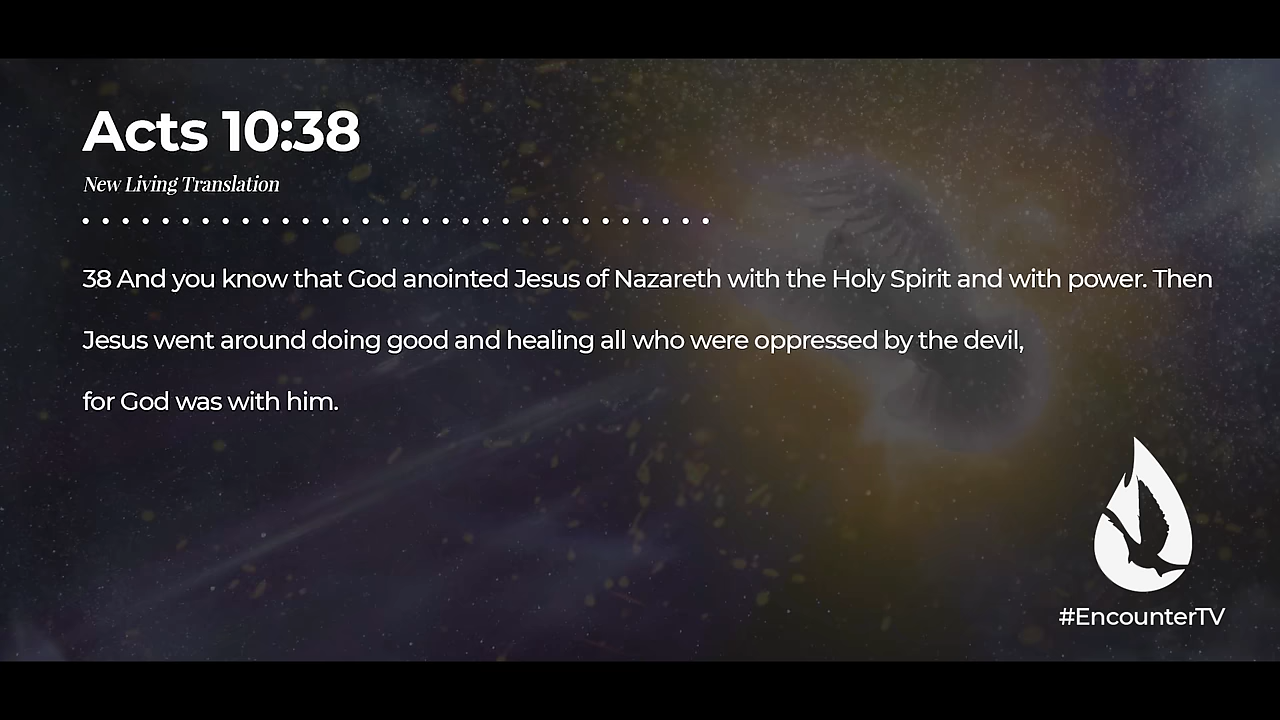 Acts 10:38
New Living Translation
38 And you know that God anointed Jesus of Nazareth with the Holy Spirit and with power. Then
Jesus went around doing good and healing all who were oppressed by the devil,
for God was with him.
#EncounterTV